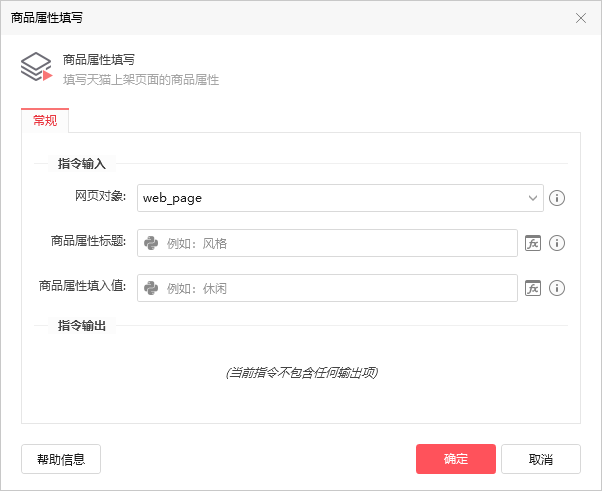 商品属性填写
商品属性填写
填写天猫上架页面的商品属性
常规
指令输入
网页对象: web_page
商品属性标题: 例如：风格 fx
商品属性填入值: 例如：休闲 fx
指令输出
(当前指令不包含任何输出项)
帮助信息 确定 取消